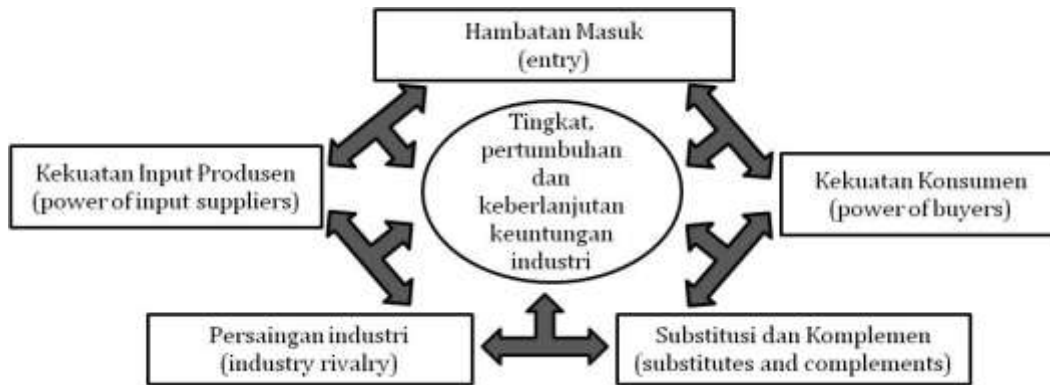 Hambatan Masuk
(entry)
Tingkat,
pertumbuhan
dan
keberlanjutan
keuntungan
industri
Kekuatan Input Produsen
(power of input suppliers)
Kekuatan Konsumen
(power of buyers)
Persaingan industri
(industry rivalry)
Substitusi dan Komplemen
(substitutes and complements)